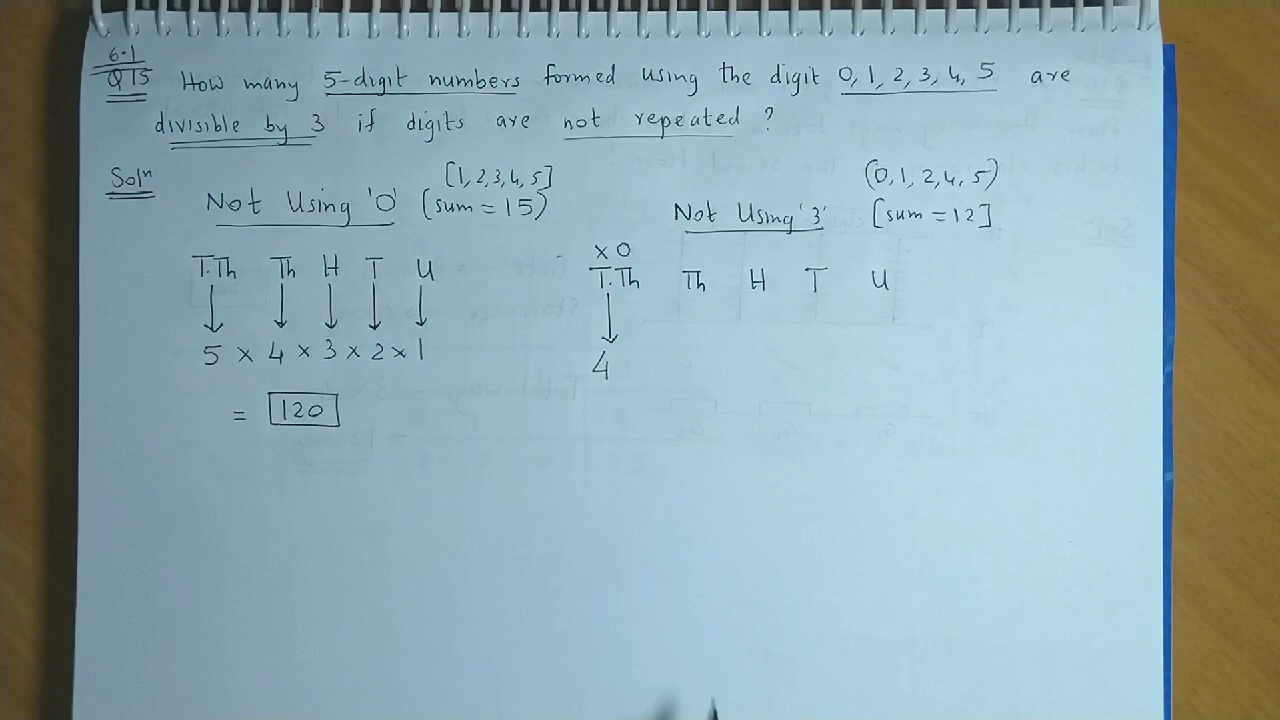 6.1
Q15 How many 5-digit numbers formed using the digit 0, 1, 2, 3, 4, 5 are
divisible by 3 if digits are not repeated ?
Solⁿ
[1, 2, 3, 4, 5]
Not Using '0' (sum = 15)
T.Th Th H T U
5 × 4 × 3 × 2 × 1
= 120
(0, 1, 2, 4, 5)
Not Using '3' [sum = 12]
× 0
T.Th Th H T U
4